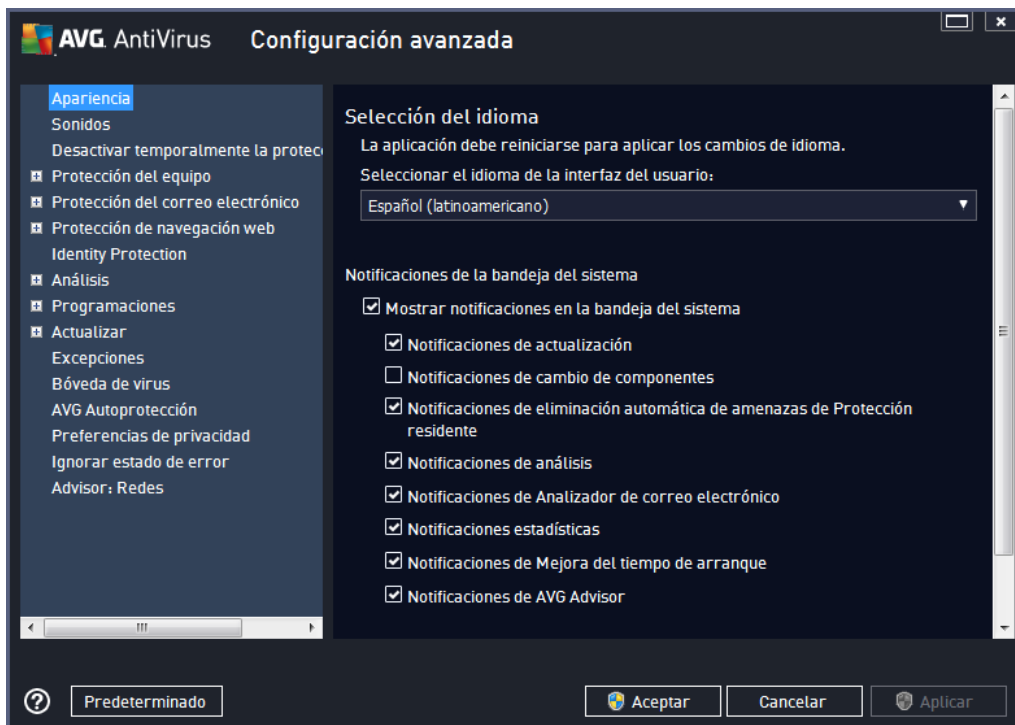 AVG AntiVirus Configuración avanzada
Apariencia
Sonidos
Desactivar temporalmente la protec
Protección del equipo
Protección del correo electrónico
Protección de navegación web
Identity Protection
Análisis
Programaciones
Actualizar
Excepciones
Bóveda de virus
AVG Autoprotección
Preferencias de privacidad
Ignorar estado de error
Advisor: Redes
Selección del idioma
La aplicación debe reiniciarse para aplicar los cambios de idioma.
Seleccionar el idioma de la interfaz del usuario:
Español (latinoamericano)
Notificaciones de la bandeja del sistema
Mostrar notificaciones en la bandeja del sistema
Notificaciones de actualización
Notificaciones de cambio de componentes
Notificaciones de eliminación automática de amenazas de Protección
residente
Notificaciones de análisis
Notificaciones de Analizador de correo electrónico
Notificaciones estadísticas
Notificaciones de Mejora del tiempo de arranque
Notificaciones de AVG Advisor
? Predeterminado Aceptar Cancelar Aplicar